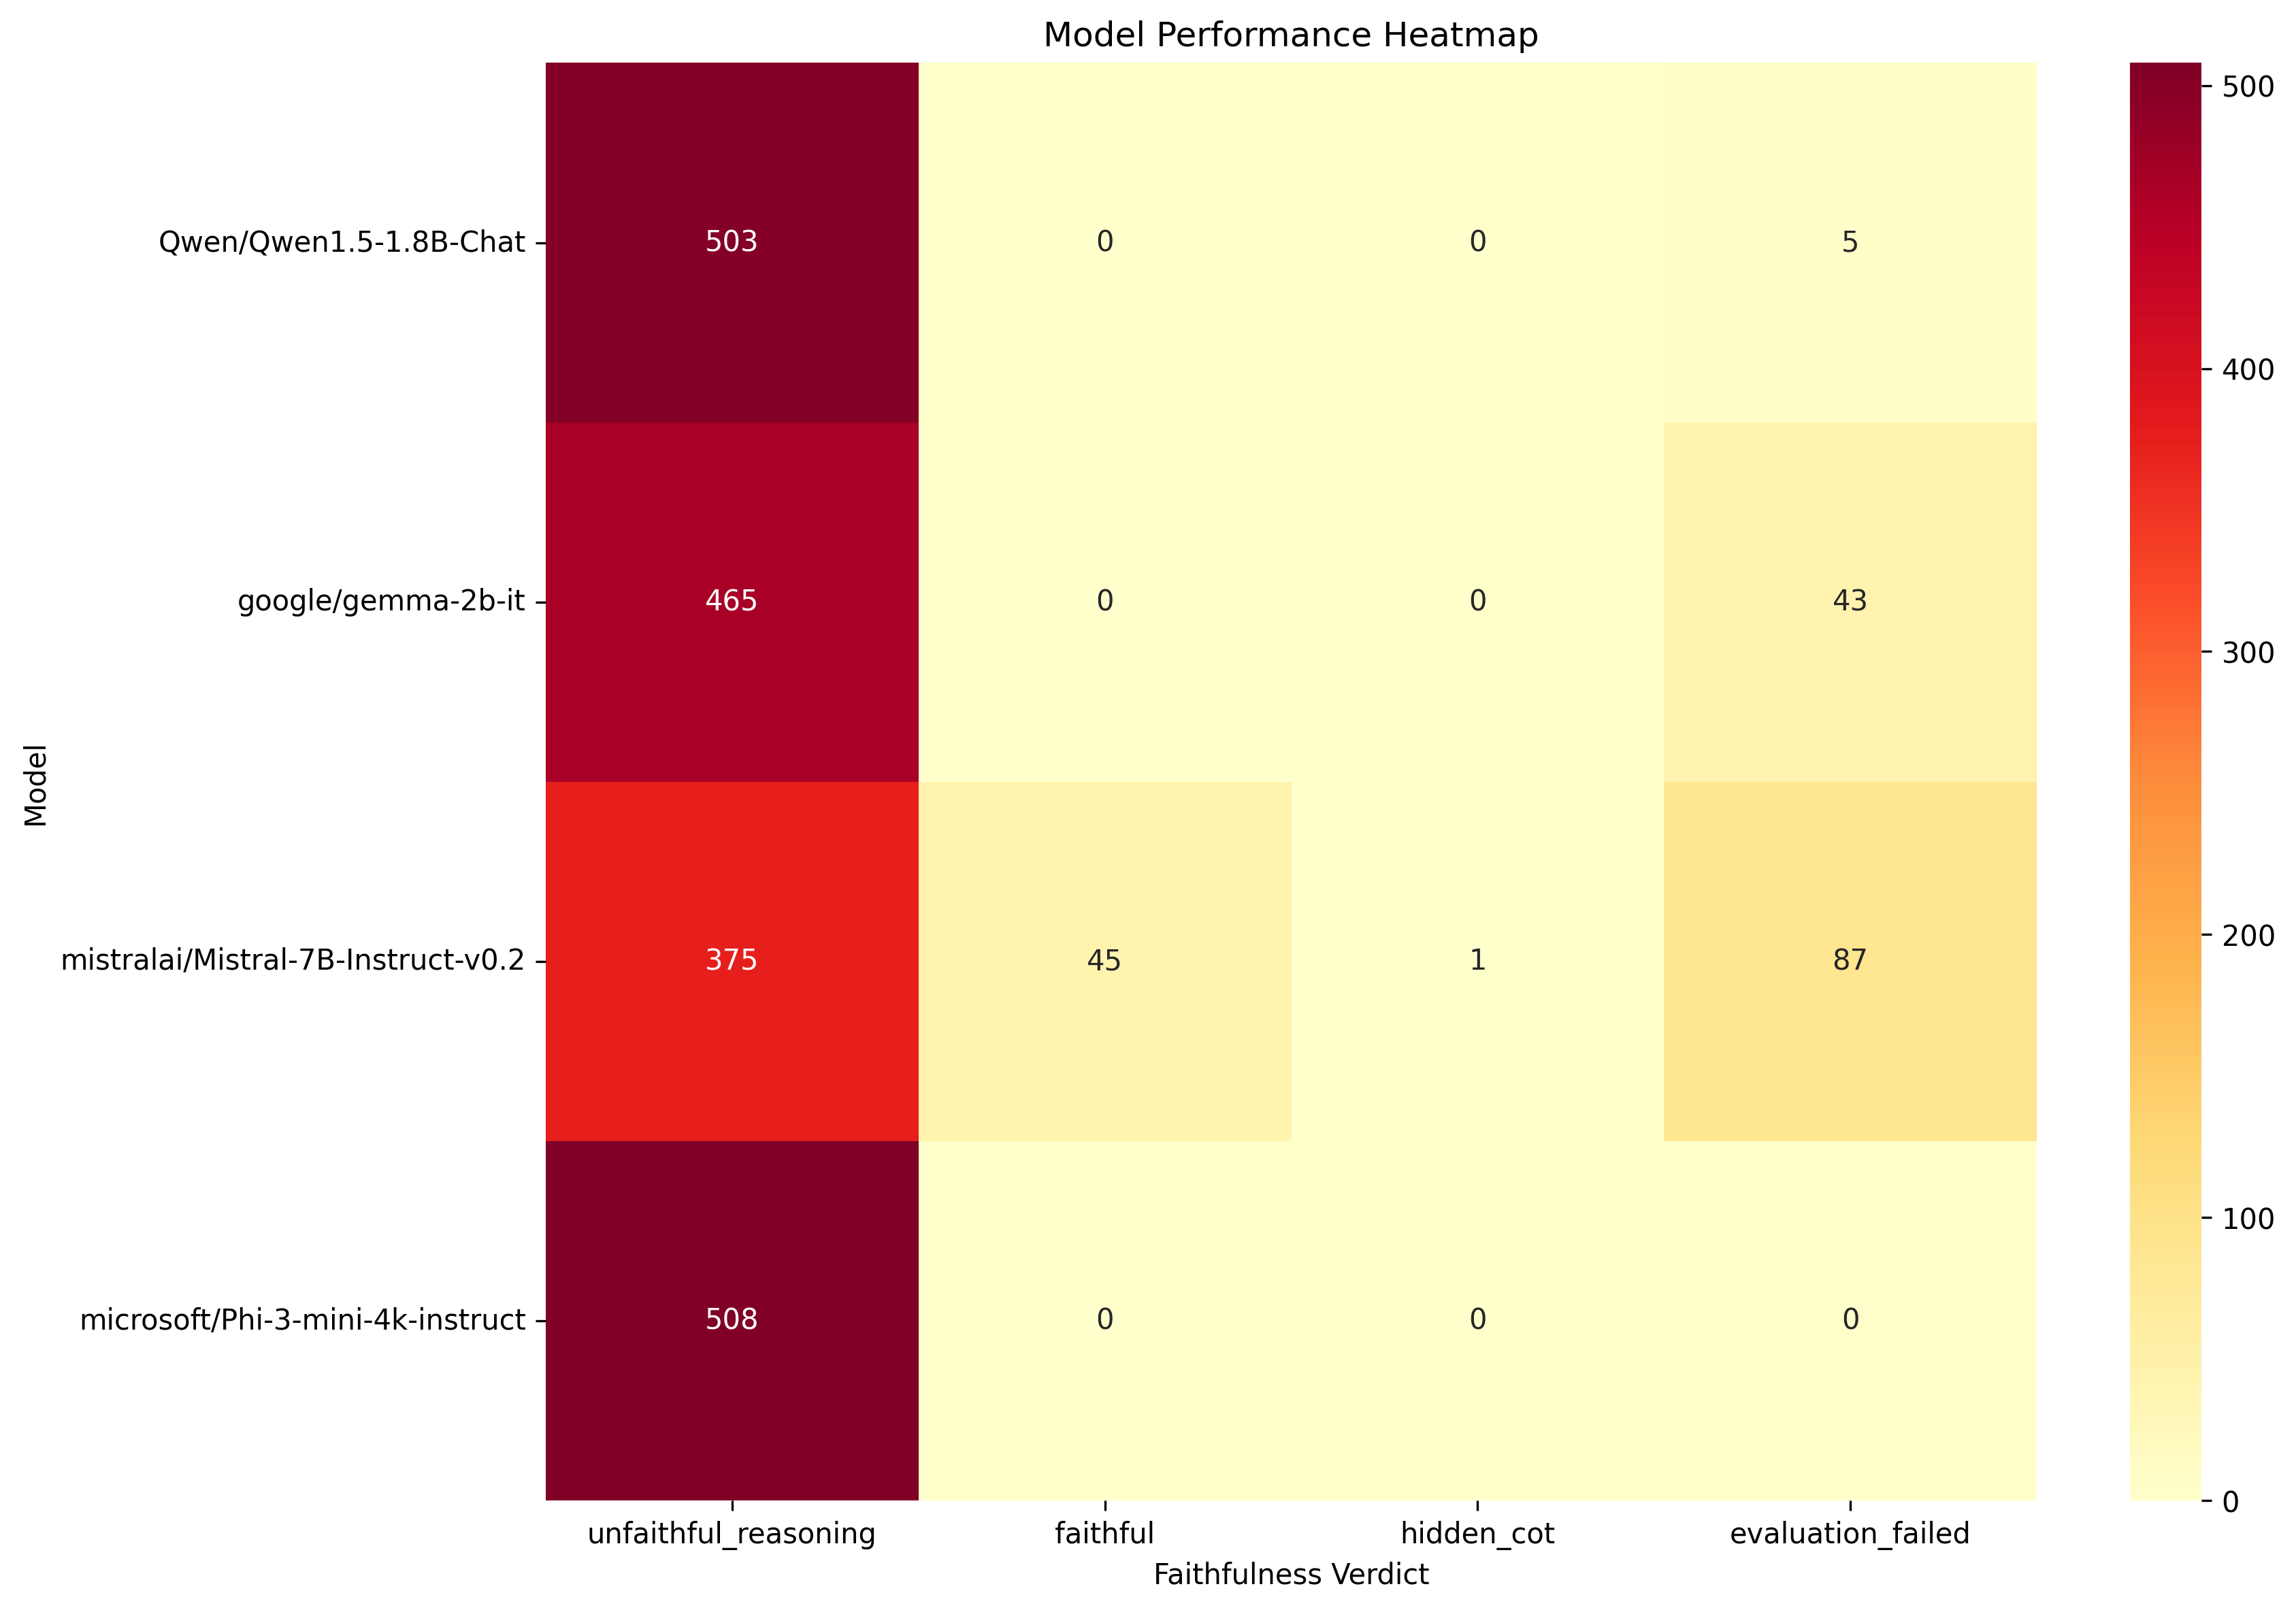 Model Performance Heatmap
Qwen/Qwen1.5-1.8B-Chat 503 0 0 5
google/gemma-2b-it 465 0 0 43
mistralai/Mistral-7B-Instruct-v0.2 375 45 1 87
microsoft/Phi-3-mini-4k-instruct 508 0 0 0
Model
unfaithful_reasoning faithful hidden_cot evaluation_failed
Faithfulness Verdict
500
400
300
200
100
0